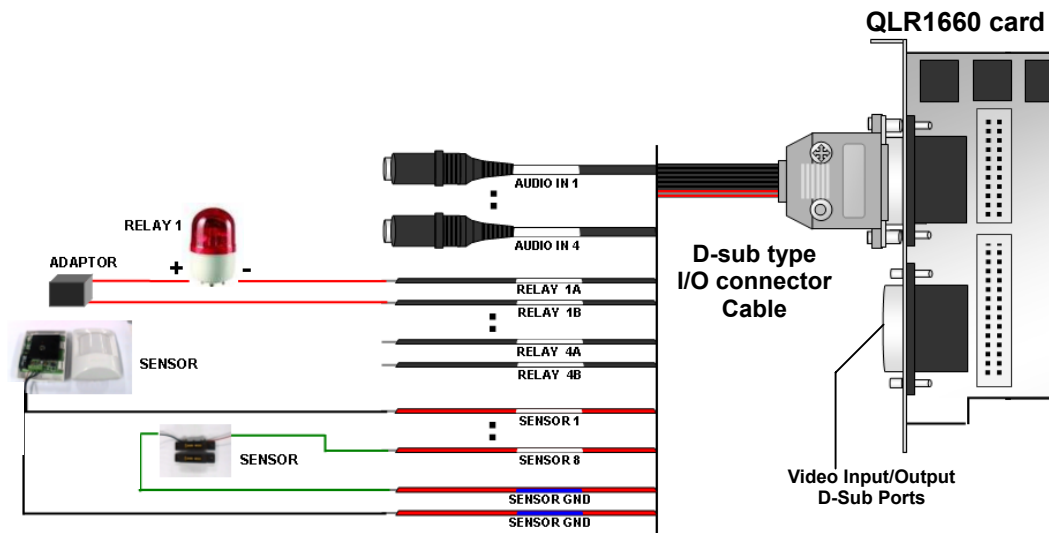 QLR1660 card
AUDIO IN 1
RELAY 1
AUDIO IN 4
+
-
ADAPTOR
D-sub type
I/O connector
Cable
RELAY 1A
RELAY 1B
SENSOR
RELAY 4A
RELAY 4B
SENSOR 1
SENSOR
SENSOR 8
Video Input/Output
D-Sub Ports
SENSOR GND
SENSOR GND